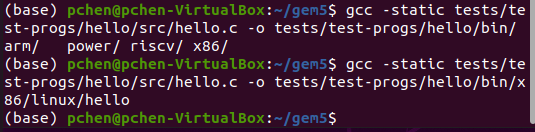 (base) pchen@pchen-VirtualBox:~/gem5$ gcc -static tests/te
st-progs/hello/src/hello.c -o tests/test-progs/hello/bin/
arm/   power/ riscv/ x86/
(base) pchen@pchen-VirtualBox:~/gem5$ gcc -static tests/te
st-progs/hello/src/hello.c -o tests/test-progs/hello/bin/x
86/linux/hello
(base) pchen@pchen-VirtualBox:~/gem5$